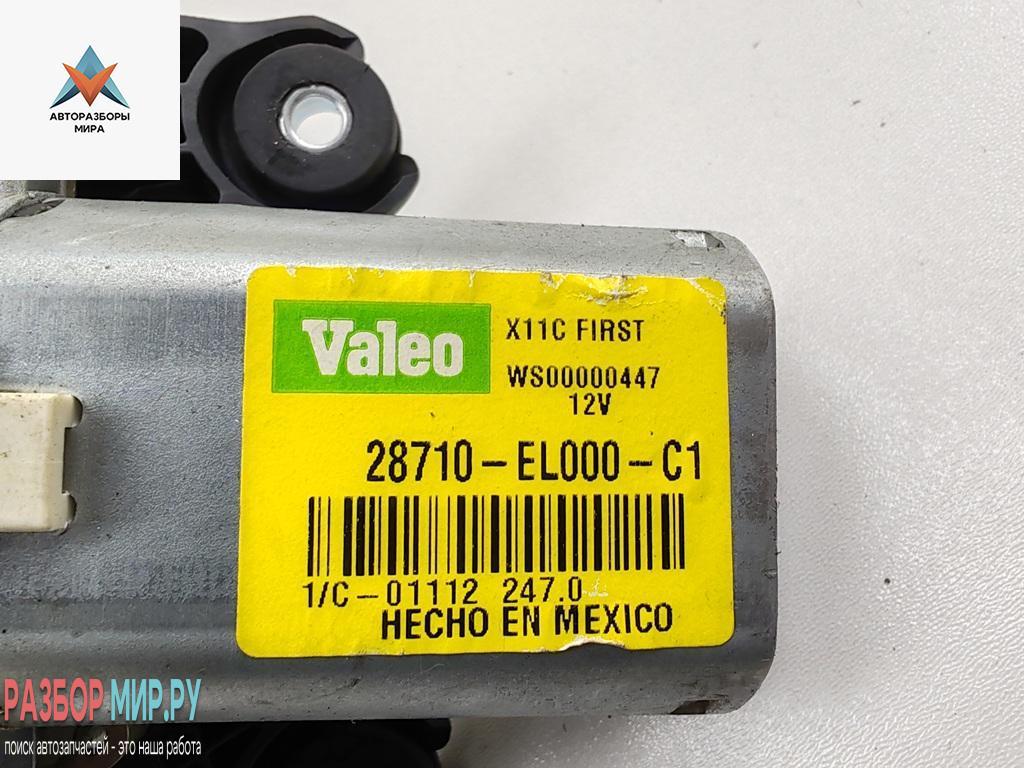 АВТОРАЗБОРЫ
МИРА
Valeo
X11C FIRST
WS00000447
12V
28710-EL000-C1
1/C-01112 247.0
HECHO EN MEXICO
РАЗБОР МИР.РУ
поиск автозапчастей - это наша работа